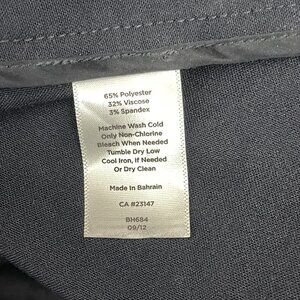 65% Polyester
32% Viscose
3% Spandex
Machine Wash Cold
Only Non-Chlorine
Bleach When Needed
Tumble Dry Low
Cool Iron, If Needed
Or Dry Clean
Made In Bahrain
CA #23147
BH684
09/12